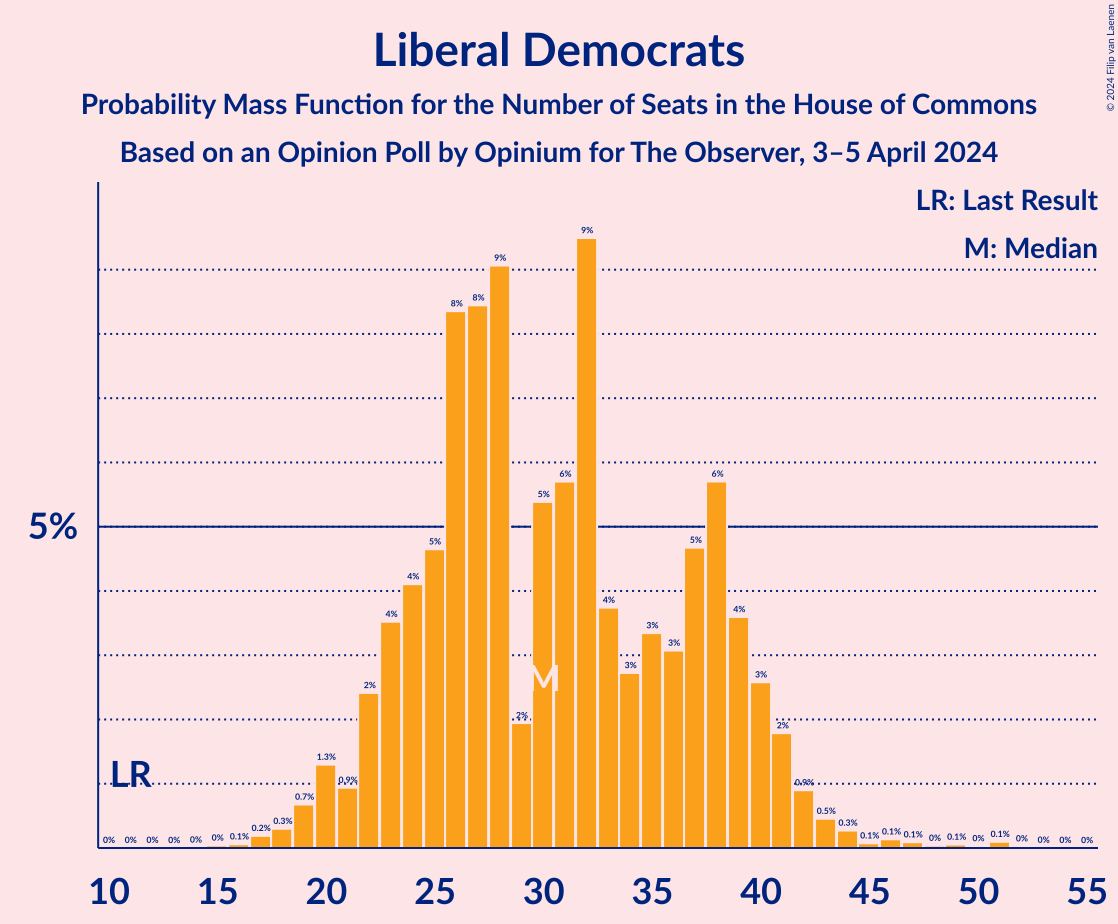 Liberal Democrats
Probability Mass Function for the Number of Seats in the House of Commons
Based on an Opinion Poll by Opinium for The Observer, 3–5 April 2024
© 2024 Filip van Laenen
LR: Last Result
M: Median
5%
LR
M
0% 0% 0% 0% 0% 0% 0.1% 0.2% 0.3% 0.7% 1.3% 0.9% 2% 4% 4% 5% 8% 8% 9% 2% 5% 6% 9% 4% 3% 3% 3% 5% 6% 4% 3% 2% 0.9% 0.5% 0.3% 0.1% 0.1% 0.1% 0% 0.1% 0% 0.1% 0% 0% 0% 0%
10 15 20 25 30 35 40 45 50 55